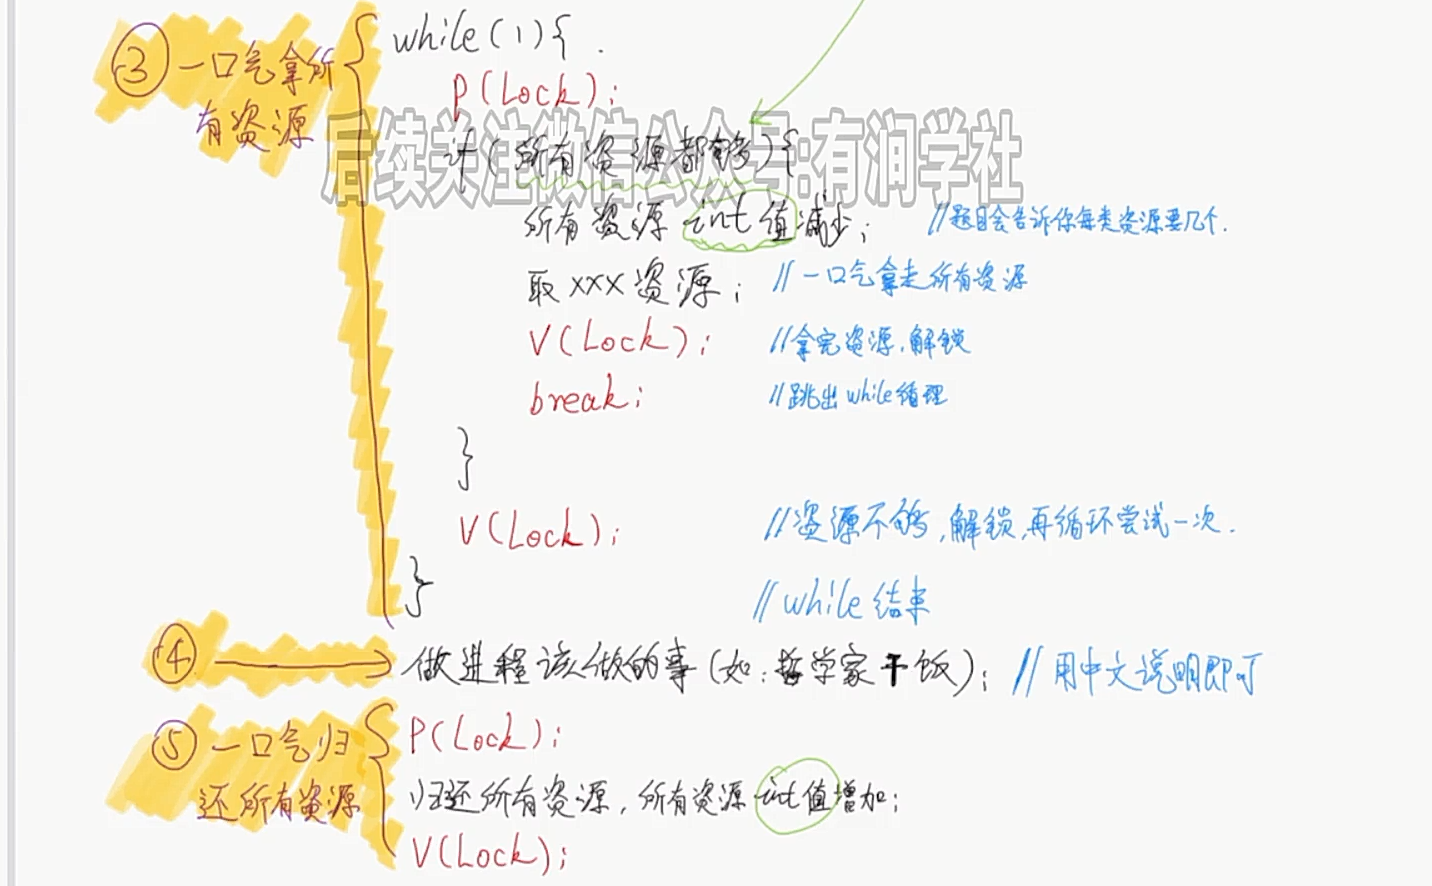 ③ 一口气拿所有资源
while(1){
P(Lock);
后续关注微信公众号:有涧学社
if(所有资源都够){
所有资源 int 值减少; //题目会告诉你每类资源要几个.
取xxx资源; //一口气拿走所有资源
V(Lock); //拿完资源,解锁
break; //跳出while循环
}
V(Lock); //资源不够,解锁,再循环尝试一次.
} //while结束
④ 做进程该做的事(如:哲学家干饭); //用中文说明即可
⑤ 一口气归还所有资源
P(Lock);
归还所有资源,所有资源int值增加;
V(Lock);